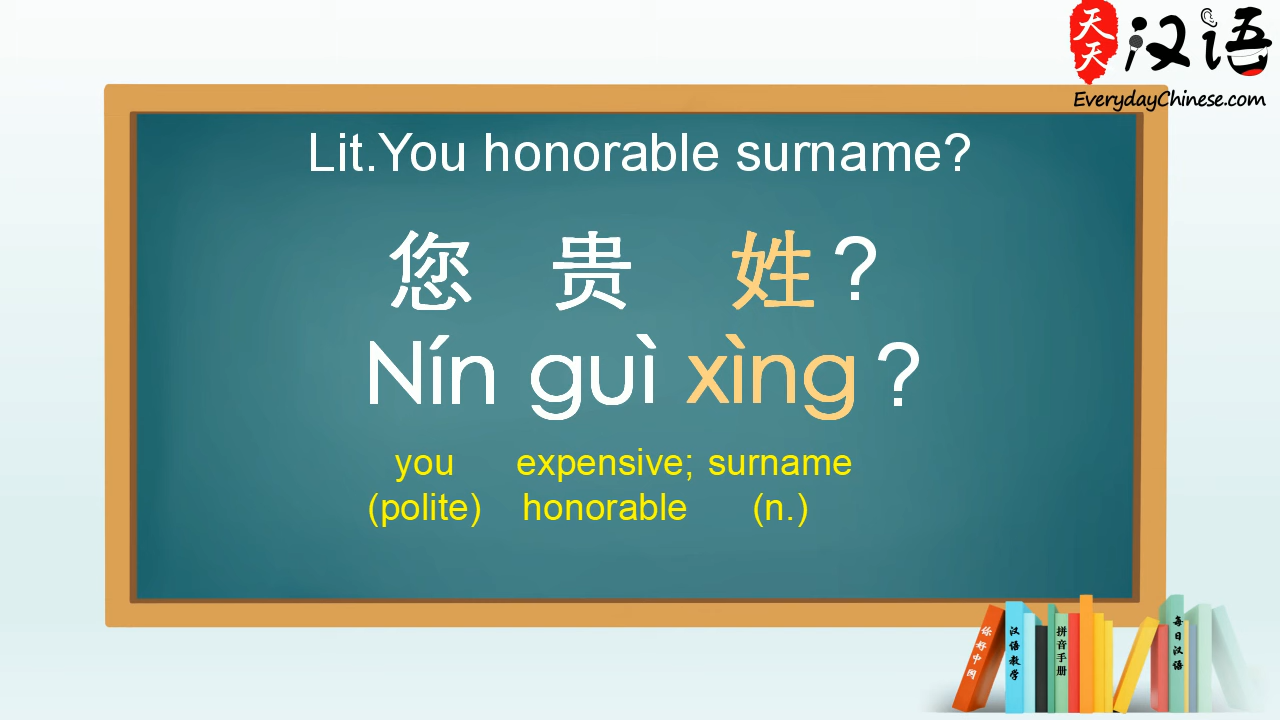 天天
汉语
EverydayChinese.com
Lit.You honorable surname?
您 贵 姓?
Nín guì xìng?
you expensive; surname
(polite) honorable (n.)
你好中网
汉语教学
拼音手册
每日汉语